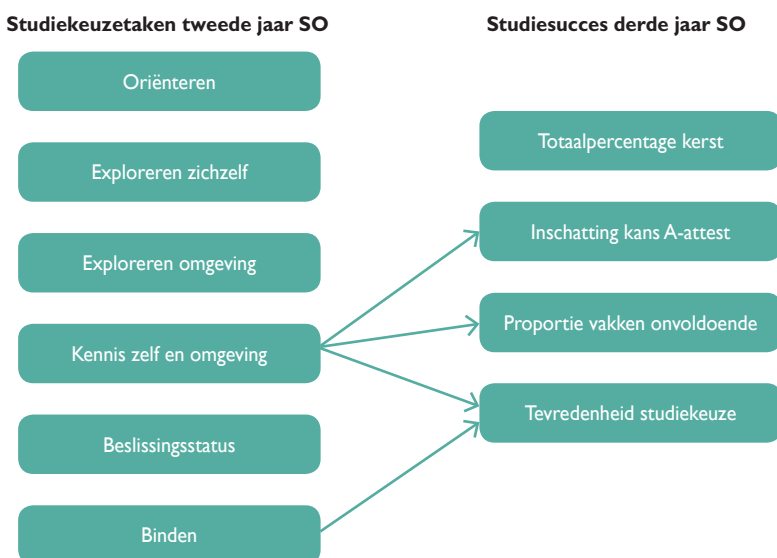 Studiekeuzetaken tweede jaar SO
Oriënteren
Exploreren zichzelf
Exploreren omgeving
Kennis zelf en omgeving
Beslissingsstatus
Binden
Studiesucces derde jaar SO
Totaalpercentage kerst
Inschatting kans A-attest
Proportie vakken onvoldoende
Tevredenheid studiekeuze